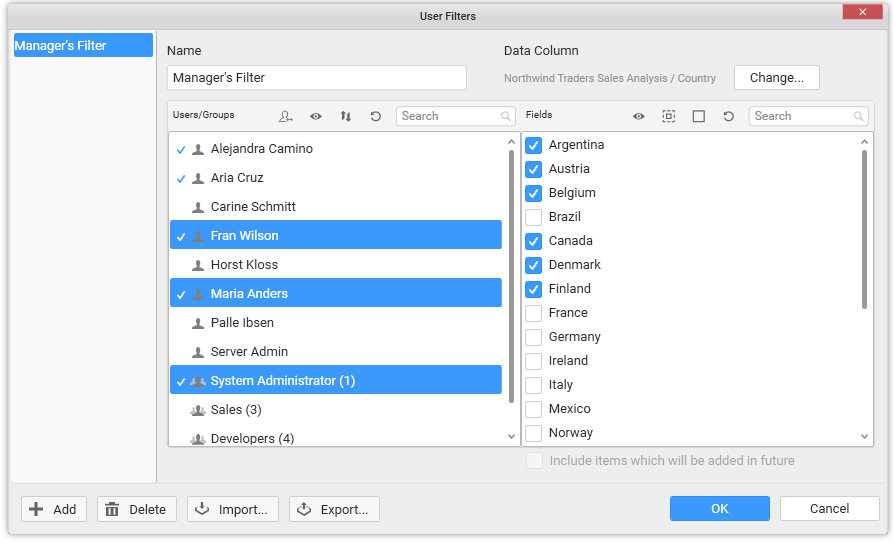 User Filters
Manager's Filter
Name
Data Column
Manager's Filter
Northwind Traders Sales Analysis / Country
Change...
Users/Groups
Search
Fields
Search
Alejandra Camino
Aria Cruz
Carine Schmitt
Fran Wilson
Horst Kloss
Maria Anders
Palle Ibsen
Server Admin
System Administrator (1)
Sales (3)
Developers (4)
Argentina
Austria
Belgium
Brazil
Canada
Denmark
Finland
France
Germany
Ireland
Italy
Mexico
Norway
Include items which will be added in future
Add
Delete
Import...
Export...
OK
Cancel